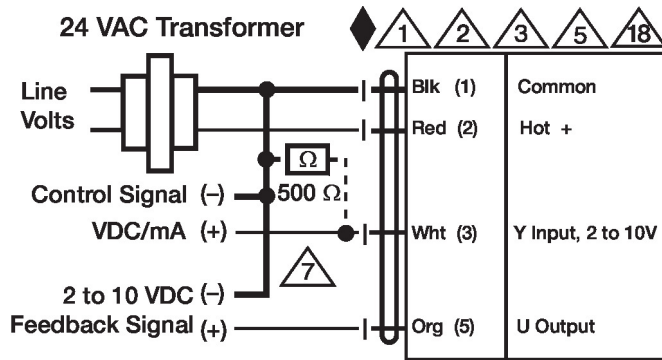 24 VAC Transformer
1 2 3 5 18
Line
Volts
Blk (1) Common
Red (2) Hot +
Ω
500 Ω
Control Signal (–)
VDC/mA (+)
Wht (3) Y Input, 2 to 10V
7
2 to 10 VDC (–)
Feedback Signal (+)
Org (5) U Output